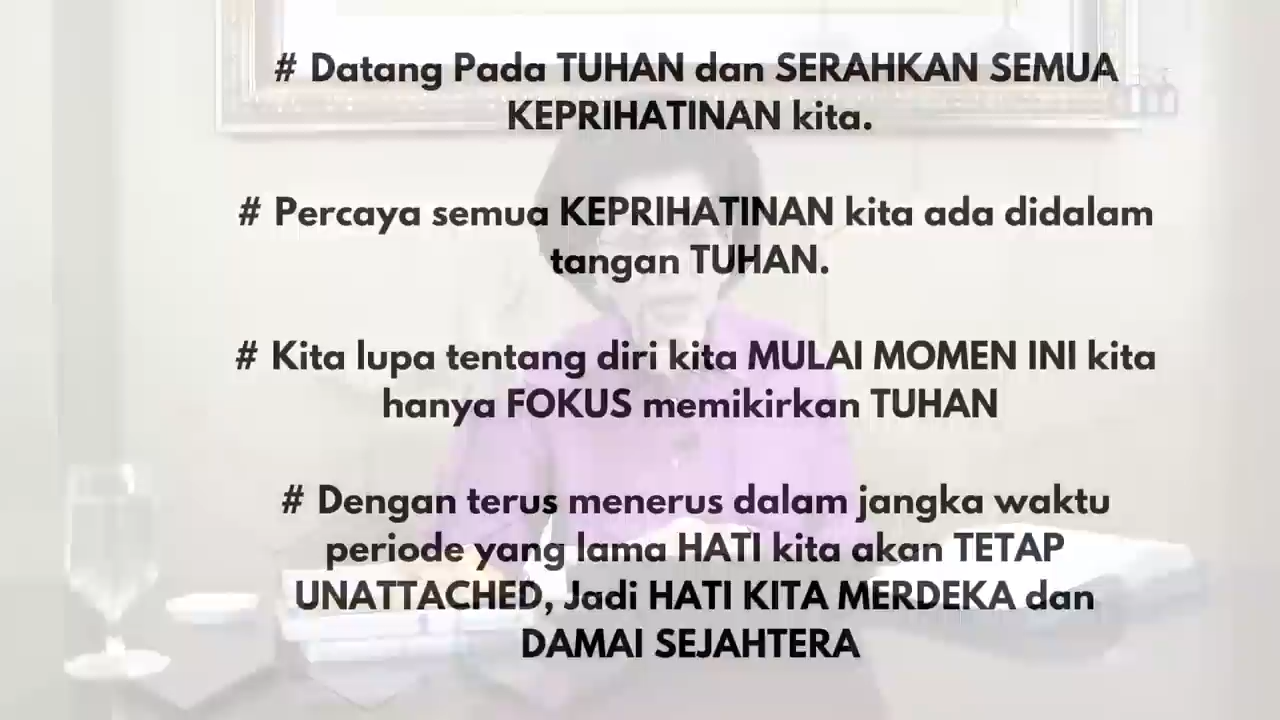 # Datang Pada TUHAN dan SERAHKAN SEMUA
KEPRIHATINAN kita.
# Percaya semua KEPRIHATINAN kita ada didalam
tangan TUHAN.
# Kita lupa tentang diri kita MULAI MOMEN INI kita
hanya FOKUS memikirkan TUHAN
# Dengan terus menerus dalam jangka waktu
periode yang lama HATI kita akan TETAP
UNATTACHED, Jadi HATI KITA MERDEKA dan
DAMAI SEJAHTERA